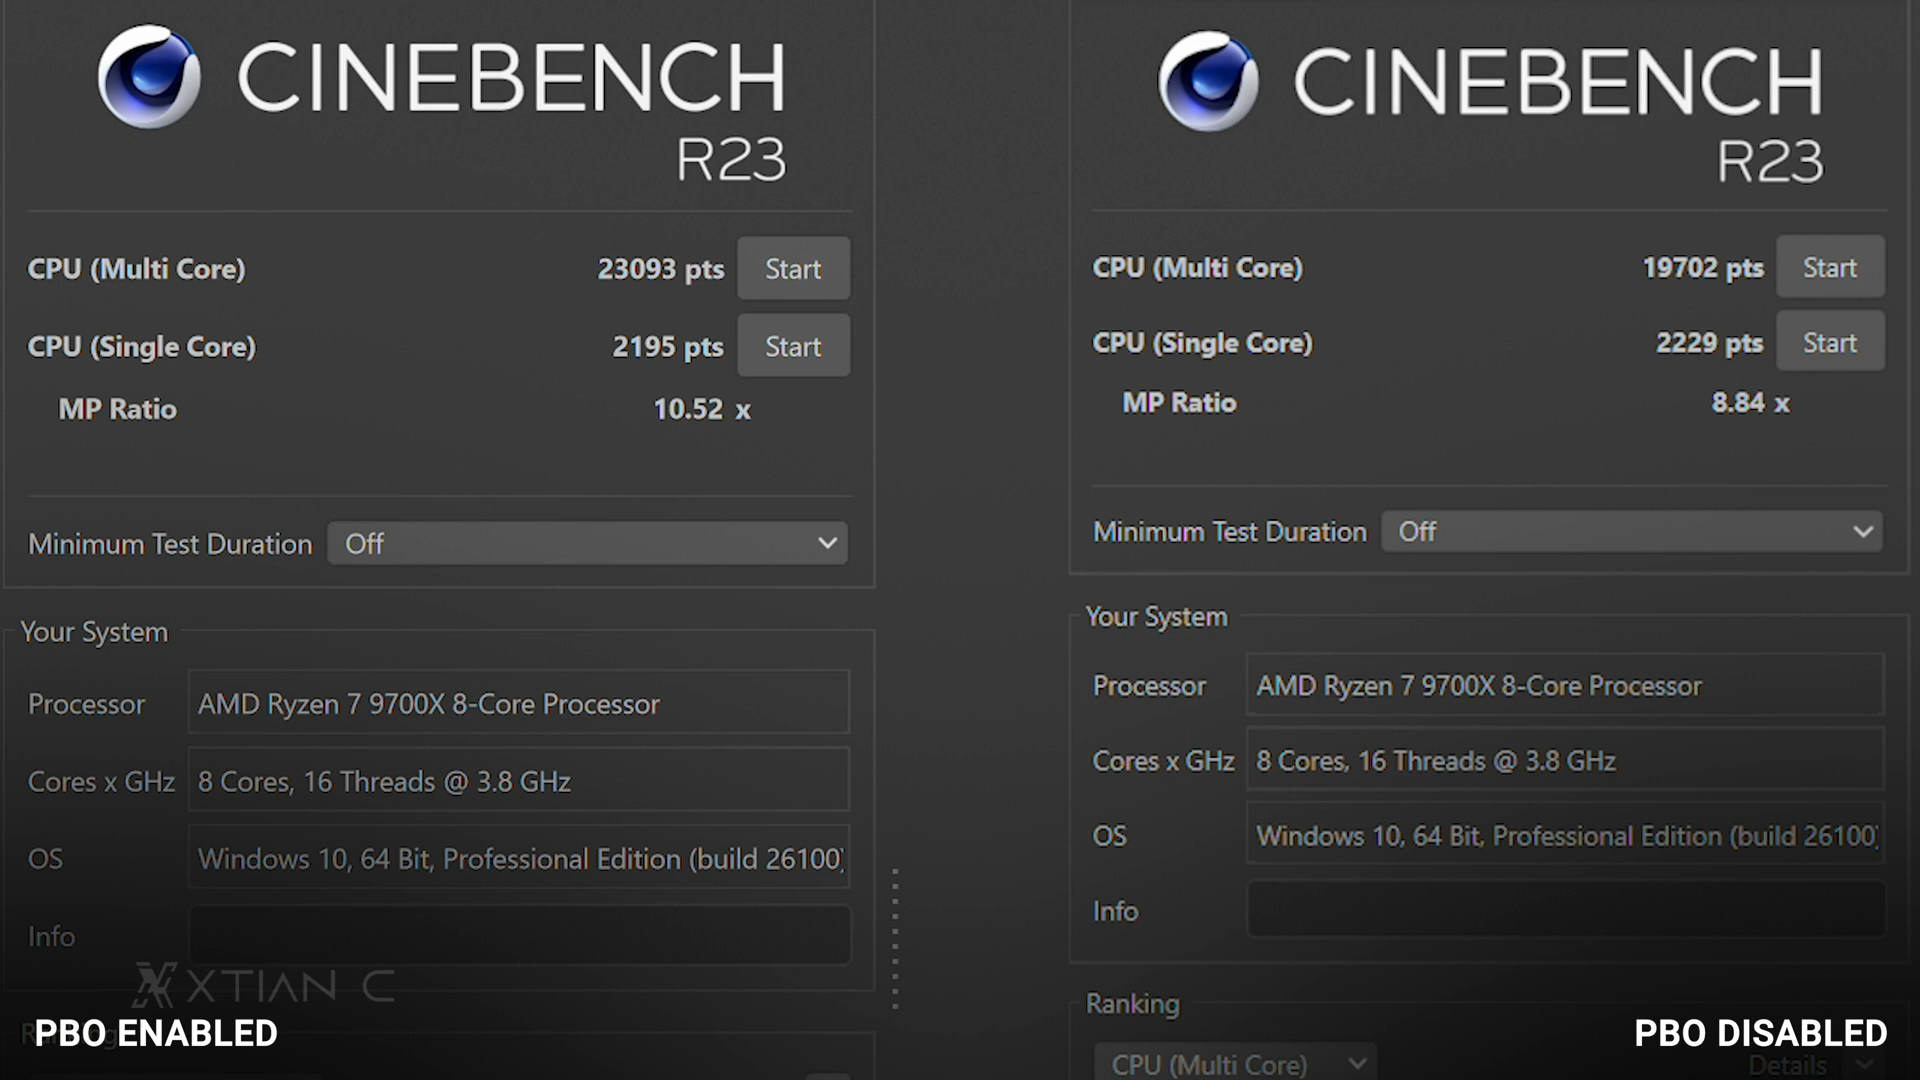 CINEBENCH
R23
CPU (Multi Core) 23093 pts Start
CPU (Single Core) 2195 pts Start
MP Ratio 10.52 x
Minimum Test Duration Off
Your System
Processor AMD Ryzen 7 9700X 8-Core Processor
Cores x GHz 8 Cores, 16 Threads @ 3.8 GHz
OS Windows 10, 64 Bit, Professional Edition (build 26100)
Info
XTIAN C
PBO ENABLED
CINEBENCH
R23
CPU (Multi Core) 19702 pts Start
CPU (Single Core) 2229 pts Start
MP Ratio 8.84 x
Minimum Test Duration Off
Your System
Processor AMD Ryzen 7 9700X 8-Core Processor
Cores x GHz 8 Cores, 16 Threads @ 3.8 GHz
OS Windows 10, 64 Bit, Professional Edition (build 26100)
Info
Ranking
PBO DISABLED
CPU (Multi Core) Details